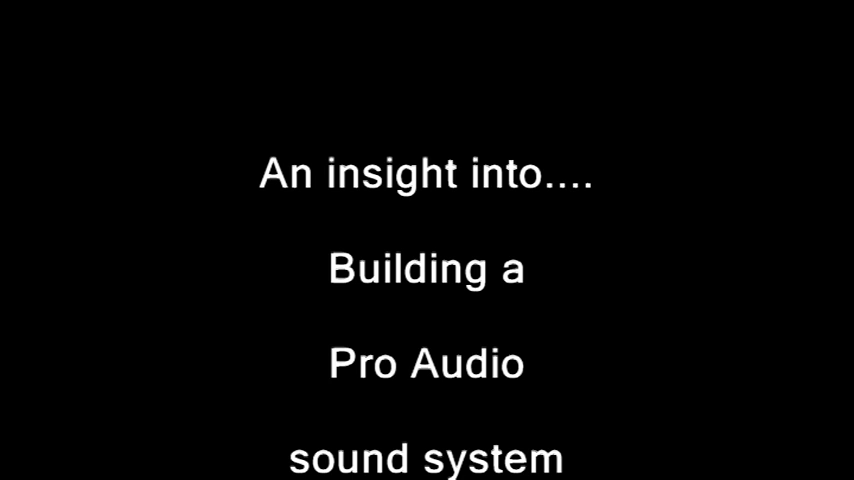 An insight into....
Building a
Pro Audio
sound system